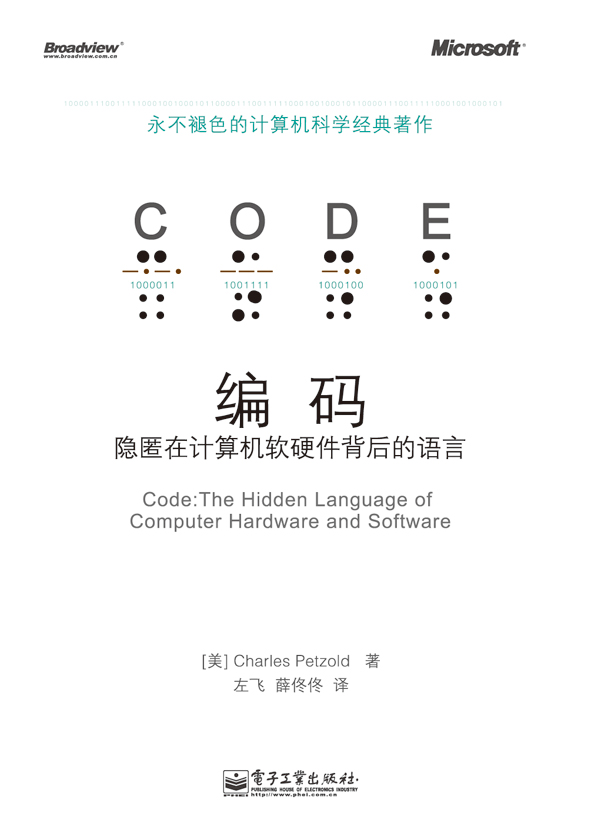 Broadview®
www.broadview.com.cn
Microsoft®
永不褪色的计算机科学经典著作
C O D E
1000011 1001111 1000100 1000101
编 码
隐匿在计算机软硬件背后的语言
Code:The Hidden Language of
Computer Hardware and Software
[美] Charles Petzold 著
左飞 薛佟佟 译
電子工業出版社
PUBLISHING HOUSE OF ELECTRONICS INDUSTRY
http://www.phei.com.cn